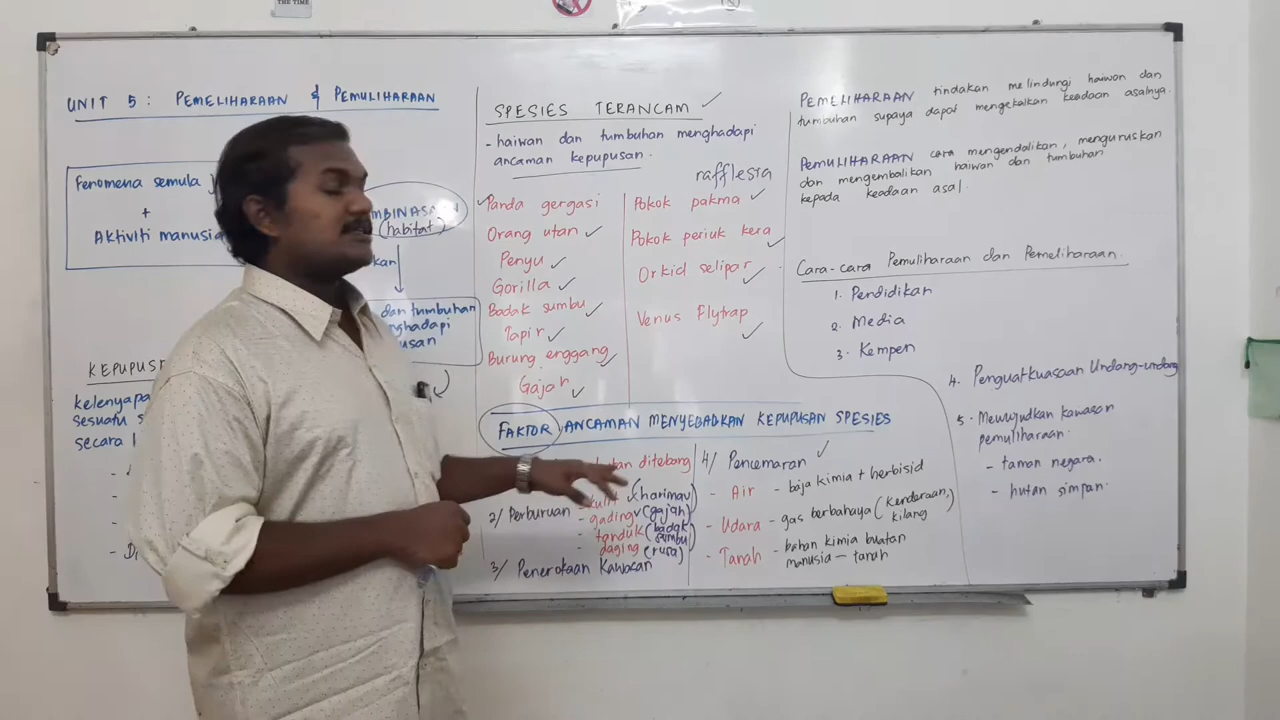 THE TIME
UNIT 5 : PEMELIHARAAN & PEMULIHARAAN
Fenomena semula
+
Aktiviti manusia
(habitat)
dan tumbuhan
secara
SPESIES TERANCAM ✓
- haiwan dan tumbuhan menghadapi
ancaman kepupusan.
✓Panda gergasi
Orang utan ✓
Penyu ✓
Gorilla ✓
Badak sumbu ✓
Tapir ✓
Burung enggang ✓
Gajah ✓
rafflesia
Pokok pakma ✓
Pokok periuk kera ✓
Orkid selipar ✓
Venus Flytrap ✓
FAKTOR ANCAMAN MENYEBABKAN KEPUPUSAN SPESIES
ditebang
2/ Perburuan - kulit ✓(harimau)
- gading ✓(gajah)
- tanduk (badak sumbu)
- daging (rusa)
3/ Penerokaan Kawasan
4/ Pencemaran ✓
- Air - baja kimia + herbisid
- Udara - gas berbahaya (kenderaan,
kilang)
- Tanah - bahan kimia buatan
manusia - tanah
PEMELIHARAAN tindakan melindungi haiwan dan
tumbuhan supaya dapat mengekalkan keadaan asalnya.
PEMULIHARAAN cara mengendalikan, menguruskan
dan mengembalikan haiwan dan tumbuhan
kepada keadaan asal.
Cara-cara Pemuliharaan dan Pemeliharaan.
1. Pendidikan
2. Media
3. Kempen
4. Penguatkuasaan Undang-undang
5. Mewujudkan kawasan
pemuliharaan.
- taman negara.
- hutan simpan.